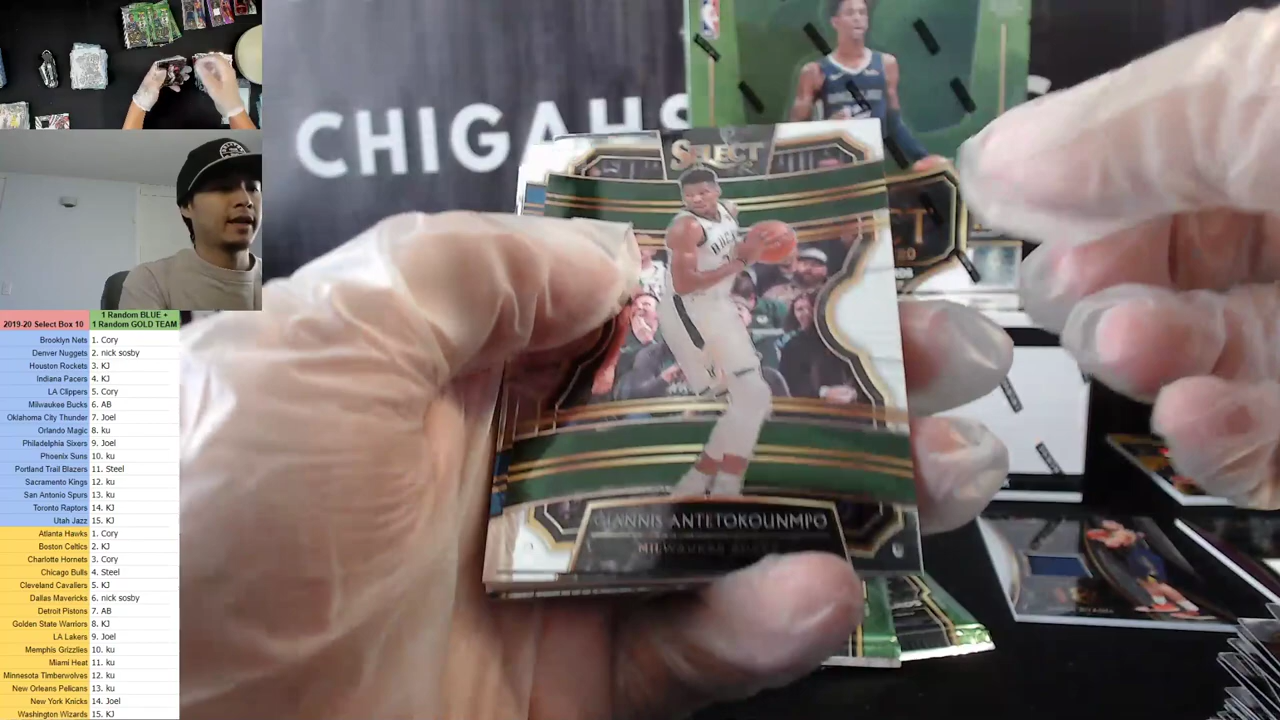 CHIGAHS
SELECT
BUCKS
GIANNIS ANTETOKOUNMPO
MILWAUKEE BUCKS
2019-20 Select Box 10
1 Random BLUE +
1 Random GOLD TEAM
Brooklyn Nets 1. Cory
Denver Nuggets 2. nick sosby
Houston Rockets 3. KJ
Indiana Pacers 4. KJ
LA Clippers 5. Cory
Milwaukee Bucks 6. AB
Oklahoma City Thunder 7. Joel
Orlando Magic 8. ku
Philadelphia Sixers 9. Joel
Phoenix Suns 10. ku
Portland Trail Blazers 11. Steel
Sacramento Kings 12. ku
San Antonio Spurs 13. ku
Toronto Raptors 14. KJ
Utah Jazz 15. KJ
Atlanta Hawks 1. Cory
Boston Celtics 2. KJ
Charlotte Hornets 3. Cory
Chicago Bulls 4. Steel
Cleveland Cavaliers 5. KJ
Dallas Mavericks 6. nick sosby
Detroit Pistons 7. AB
Golden State Warriors 8. KJ
LA Lakers 9. Joel
Memphis Grizzlies 10. ku
Miami Heat 11. ku
Minnesota Timberwolves 12. ku
New Orleans Pelicans 13. ku
New York Knicks 14. Joel
Washington Wizards 15. KJ